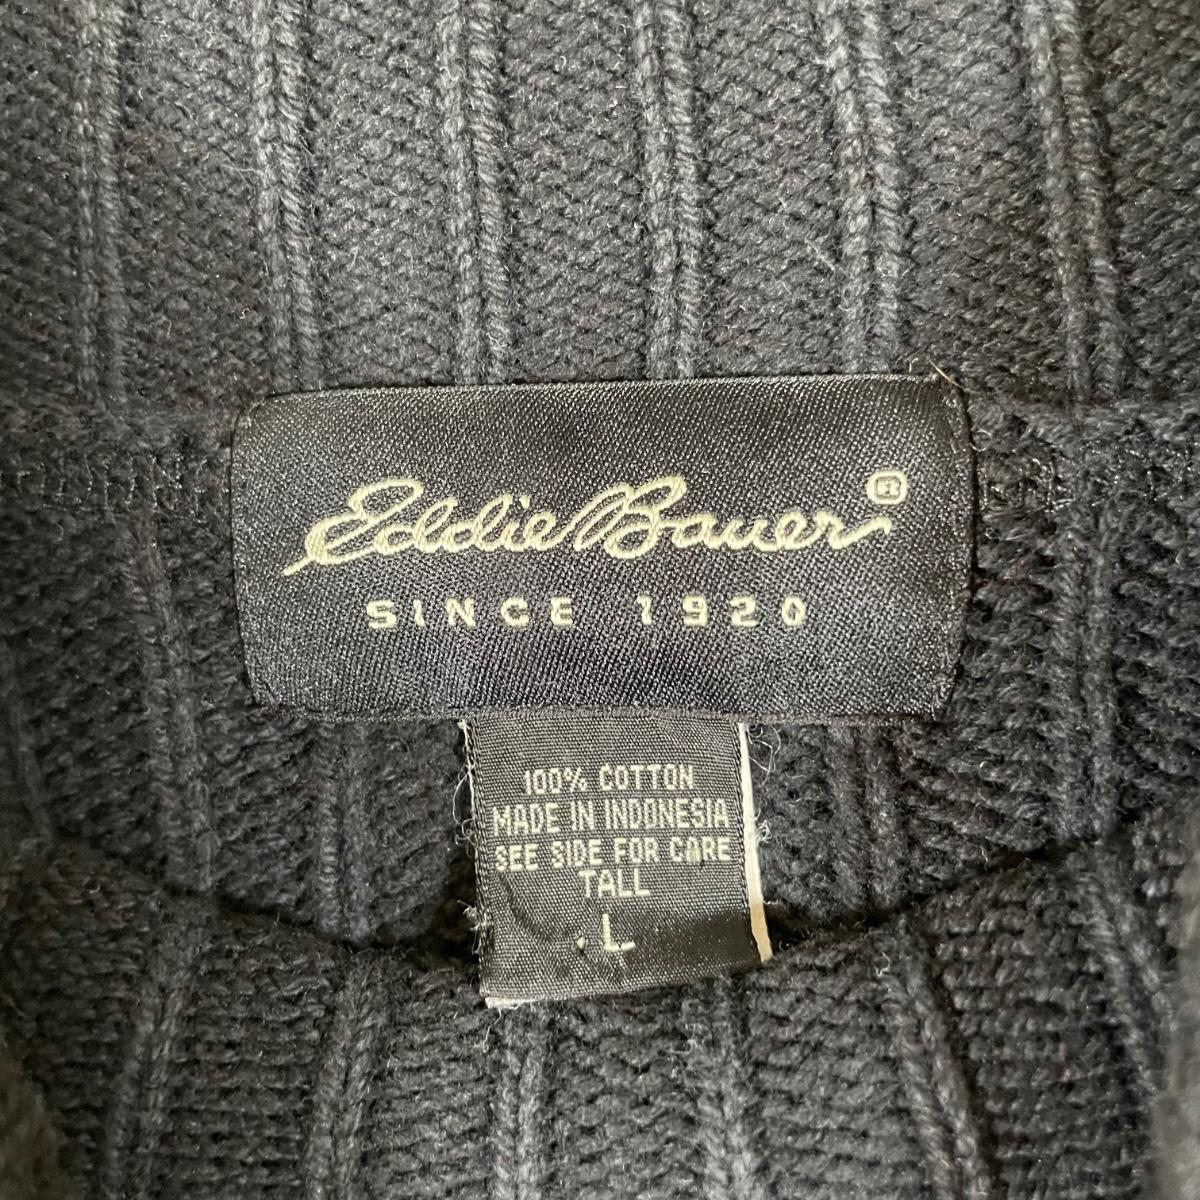 Eddie Bauer ®
SINCE 1920
100% COTTON
MADE IN INDONESIA
SEE SIDE FOR CARE
TALL
L